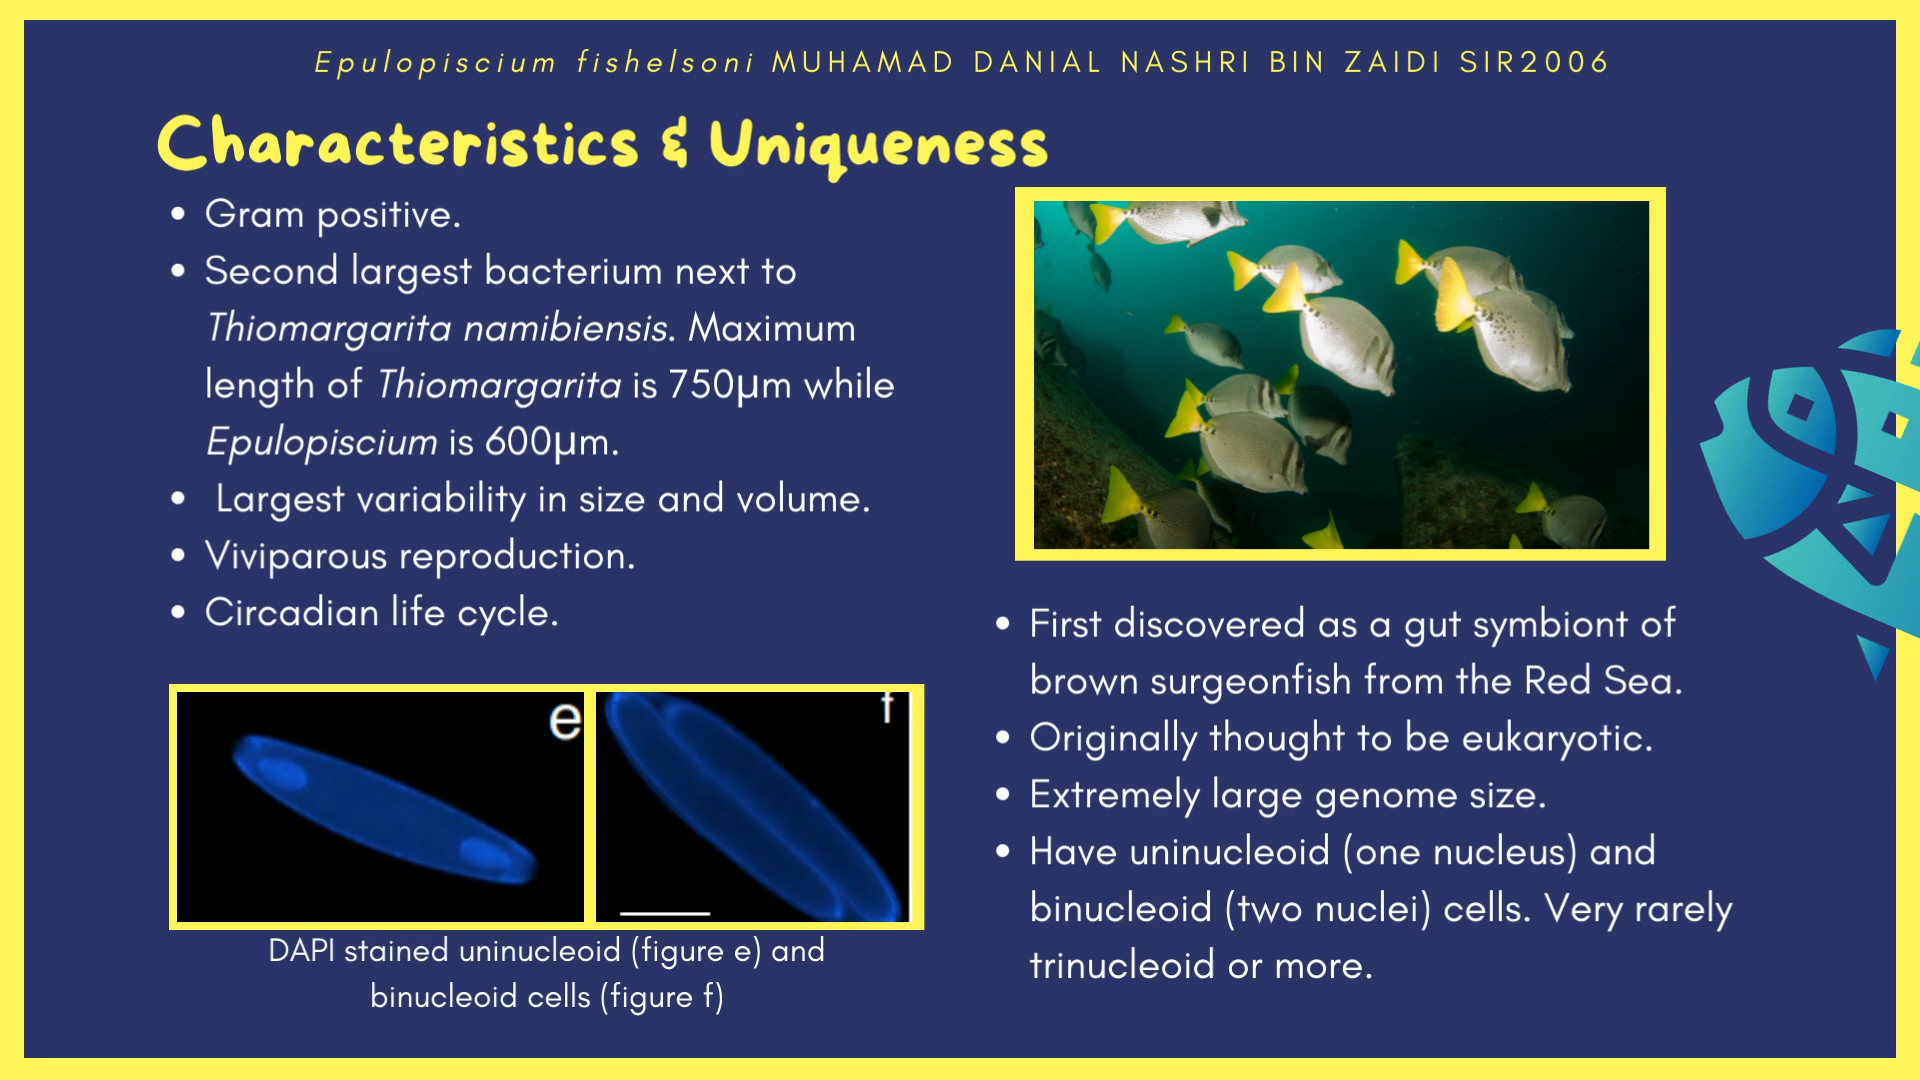 Epulopiscium fishelsoni MUHAMAD DANIAL NASHRI BIN ZAIDI SIR2006
Characteristics & Uniqueness
• Gram positive.
• Second largest bacterium next to
Thiomargarita namibiensis. Maximum
length of Thiomargarita is 750µm while
Epulopiscium is 600µm.
• Largest variability in size and volume.
• Viviparous reproduction.
• Circadian life cycle.
e
f
DAPI stained uninucleoid (figure e) and
binucleoid cells (figure f)
• First discovered as a gut symbiont of
brown surgeonfish from the Red Sea.
• Originally thought to be eukaryotic.
• Extremely large genome size.
• Have uninucleoid (one nucleus) and
binucleoid (two nuclei) cells. Very rarely
trinucleoid or more.